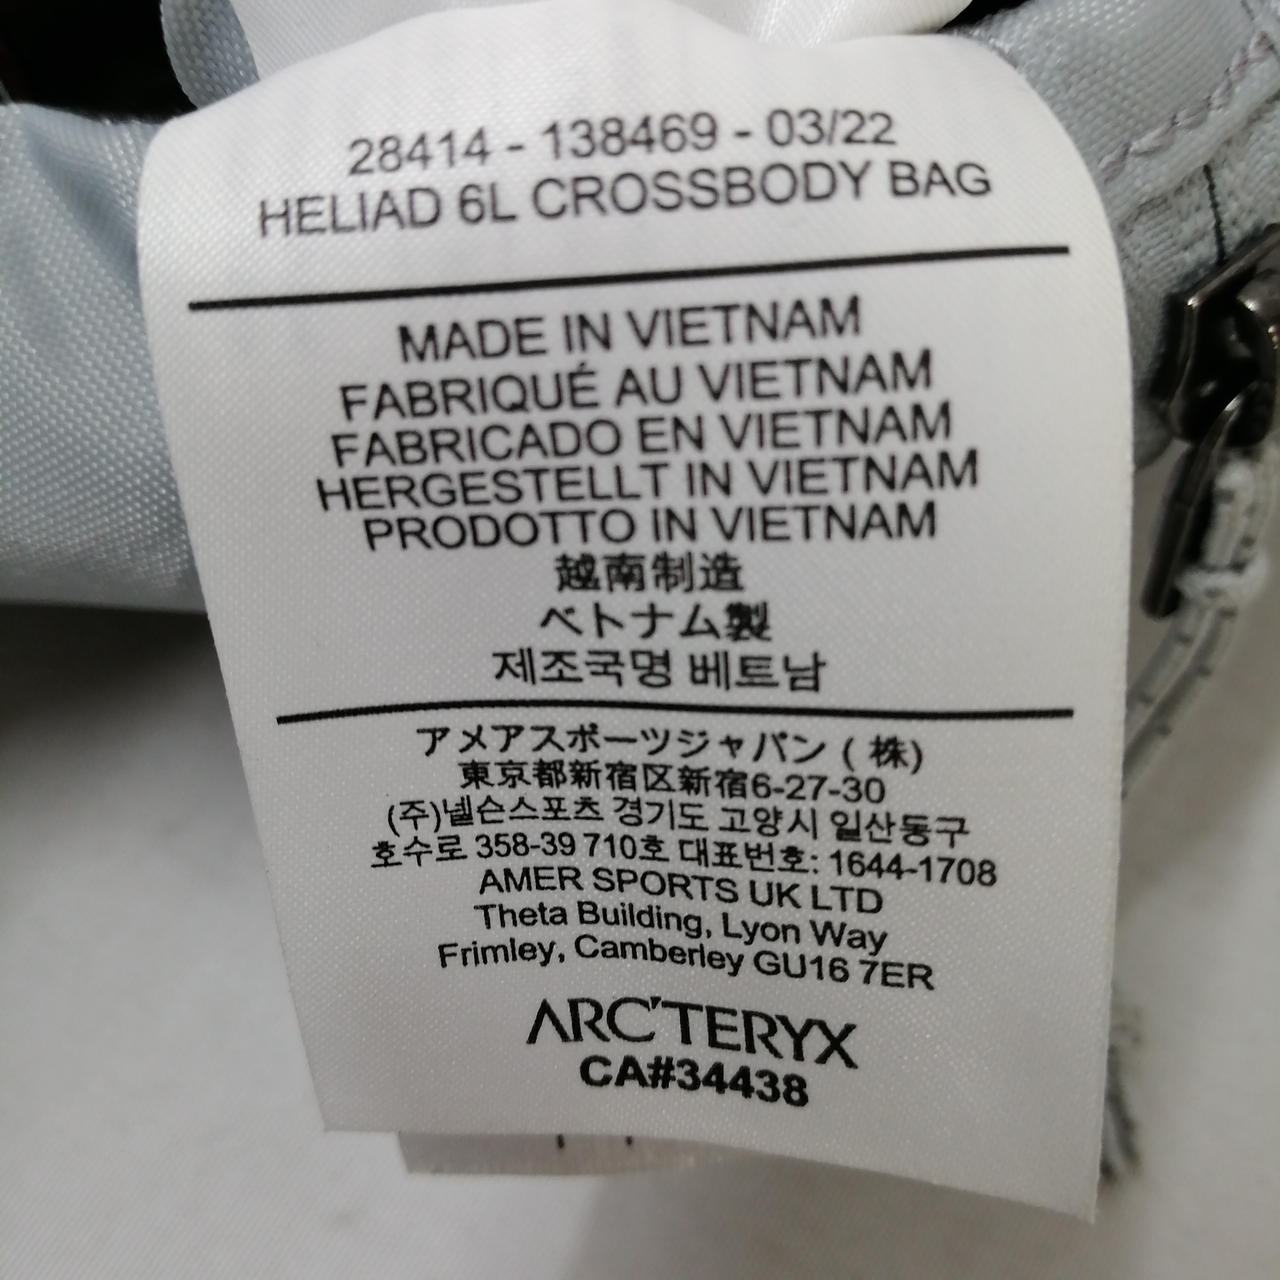 28414 - 138469 - 03/22
HELIAD 6L CROSSBODY BAG
MADE IN VIETNAM
FABRIQUÉ AU VIETNAM
FABRICADO EN VIETNAM
HERGESTELLT IN VIETNAM
PRODOTTO IN VIETNAM
越南制造
ベトナム製
제조국명 베트남
アメアスポーツジャパン ( 株)
東京都新宿区新宿6-27-30
(주)넬슨스포츠 경기도 고양시 일산동구
호수로 358-39 710호 대표번호: 1644-1708
AMER SPORTS UK LTD
Theta Building, Lyon Way
Frimley, Camberley GU16 7ER
ARC'TERYX
CA#34438